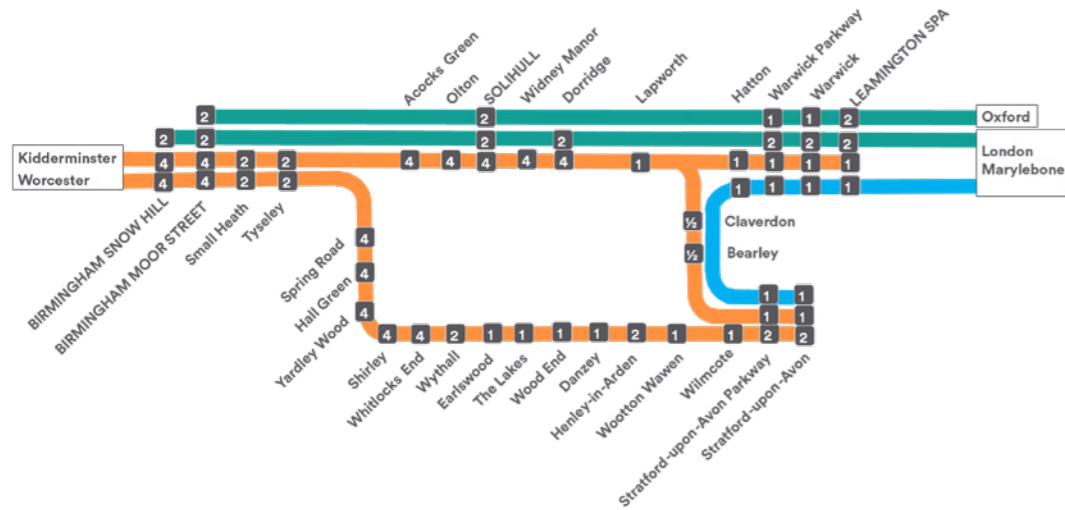 Acocks Green
Olton
SOLIHULL
Widney Manor
Dorridge
Lapworth
Hatton
Warwick Parkway
Warwick
LEAMINGTON SPA
2 2 1 1 2
Oxford
2 2 2 2 2 2 2
London
Marylebone
Kidderminster
4 4 2 2 4 4 4 4 4 1 1 1 1 1
Worcester
4 4 2 2
1 1 1 1
BIRMINGHAM SNOW HILL
BIRMINGHAM MOOR STREET
Small Heath
Tyseley
½ Claverdon
½ Bearley
4
Spring Road
4
Hall Green
4
Yardley Wood
1 1
1 1
4 4 2 1 1 1 1 2 1 1 2 2
Shirley
Whitlocks End
Wythall
Earlswood
The Lakes
Wood End
Danzey
Henley-in-Arden
Wootton Wawen
Wilmcote
Stratford-upon-Avon Parkway
Stratford-upon-Avon